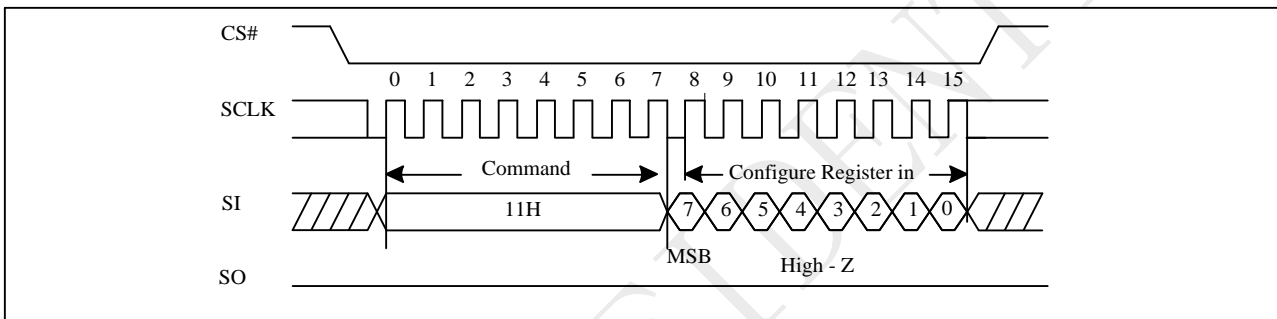 CS#
0 1 2 3 4 5 6 7 8 9 10 11 12 13 14 15
SCLK
Command
Configure Register in
SI
11H
7 6 5 4 3 2 1 0
MSB
High - Z
SO